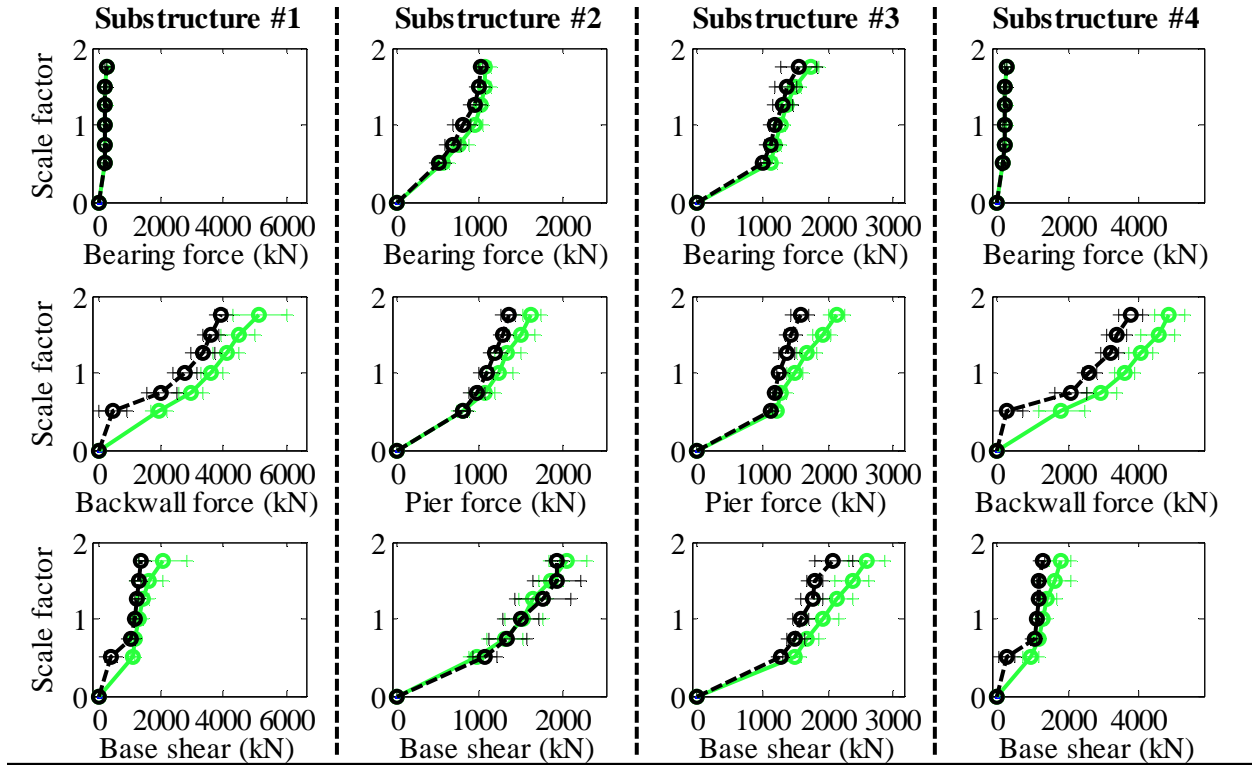 Substructure #1 Substructure #2 Substructure #3 Substructure #4
2 2 2 2
Scale factor
1 1 1 1
0 0 0 0
0 2000 4000 6000 0 1000 2000 0 1000 2000 3000 0 2000 4000
Bearing force (kN) Bearing force (kN) Bearing force (kN) Bearing force (kN)
2 2 2 2
Scale factor
1 1 1 1
0 0 0 0
0 2000 4000 6000 0 1000 2000 0 1000 2000 3000 0 2000 4000
Backwall force (kN) Pier force (kN) Pier force (kN) Backwall force (kN)
2 2 2 2
Scale factor
1 1 1 1
0 0 0 0
0 2000 4000 6000 0 1000 2000 0 1000 2000 3000 0 2000 4000
Base shear (kN) Base shear (kN) Base shear (kN) Base shear (kN)